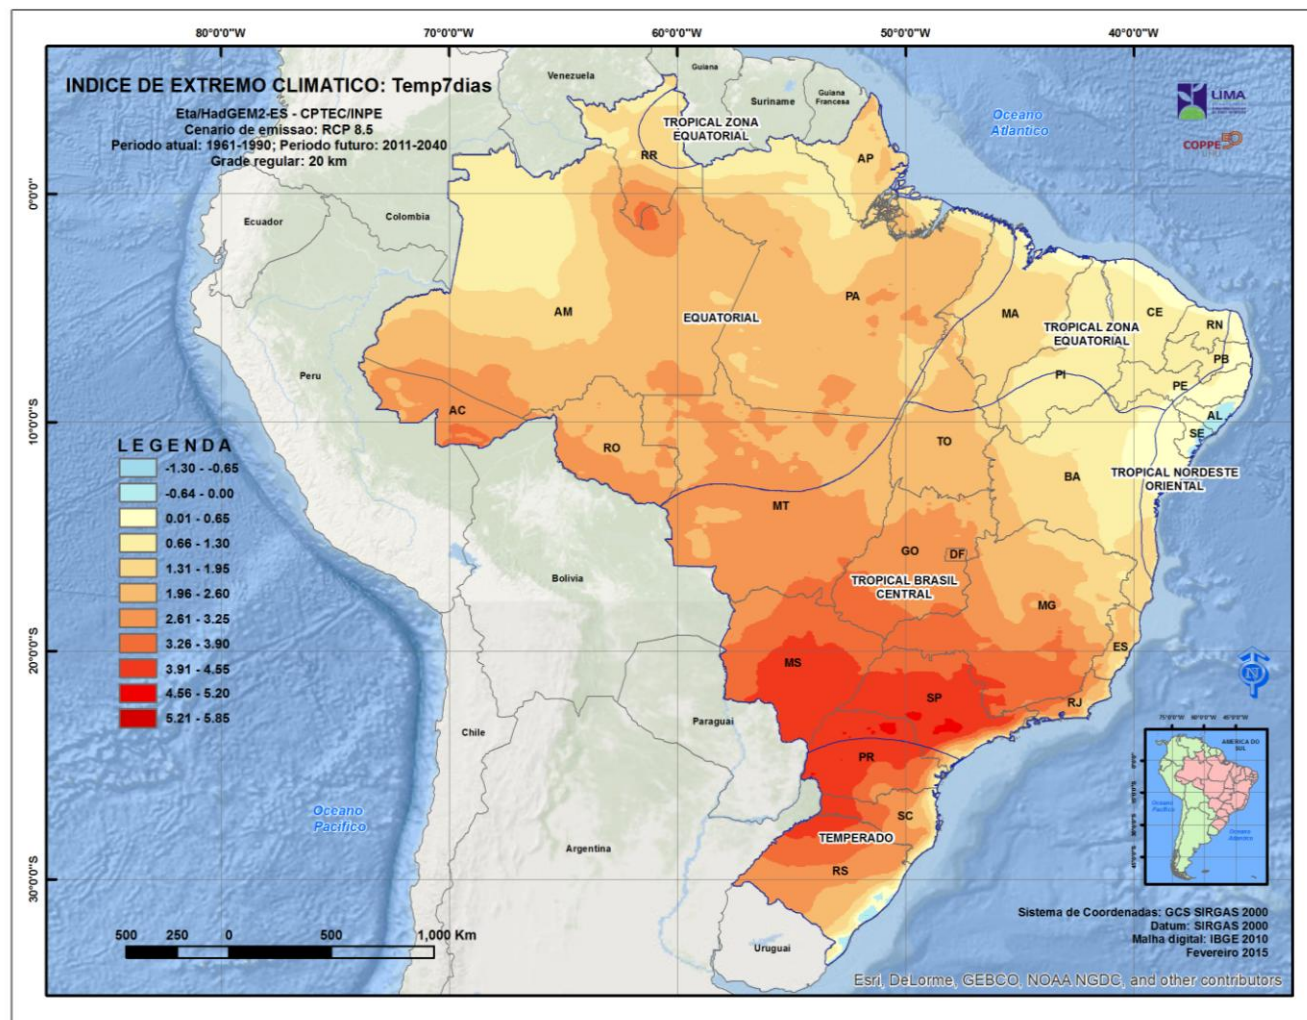 80°0'0"W
70°0'0"W
60°0'0"W
50°0'0"W
40°0'0"W
INDICE DE EXTREMO CLIMATICO: Temp7dias
Eta/HadGEM2-ES - CPTEC/INPE
Cenario de emissao: RCP 8.5
Periodo atual: 1961-1990; Periodo futuro: 2011-2040
Grade regular: 20 km
Venezuela
Guiana
Suriname
Guiana
Francesa
Oceano
Atlantico
LIMA
COPPE
TROPICAL ZONA
EQUATORIAL
RR
AP
0°0'0"
Ecuador
Colombia
AM
EQUATORIAL
PA
MA
CE
TROPICAL ZONA
EQUATORIAL
RN
PB
PI
PE
Peru
AC
AL
10°0'0"S
SE
RO
TO
BA
TROPICAL NORDESTE
ORIENTAL
MT
GO
DF
Bolivia
TROPICAL BRASIL
CENTRAL
MG
ES
MS
SP
RJ
20°0'0"S
Paraguai
Chile
PR
SC
Oceano
Pacifico
TEMPERADO
Argentina
RS
30°0'0"S
Uruguai
LEGENDA
-1.30 - -0.65
-0.64 - 0.00
0.01 - 0.65
0.66 - 1.30
1.31 - 1.95
1.96 - 2.60
2.61 - 3.25
3.26 - 3.90
3.91 - 4.55
4.56 - 5.20
5.21 - 5.85
N
AMERICA DO
SUL
Oceano
Pacifico
Oceano
Atlantico
500 250 0 500 1,000 Km
Sistema de Coordenadas: GCS SIRGAS 2000
Datum: SIRGAS 2000
Malha digital: IBGE 2010
Fevereiro 2015
Esri, DeLorme, GEBCO, NOAA NGDC, and other contributors